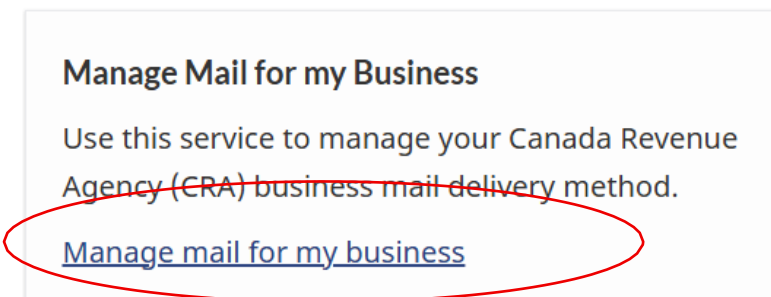 Manage Mail for my Business
Use this service to manage your Canada Revenue
Agency (CRA) business mail delivery method.
Manage mail for my business